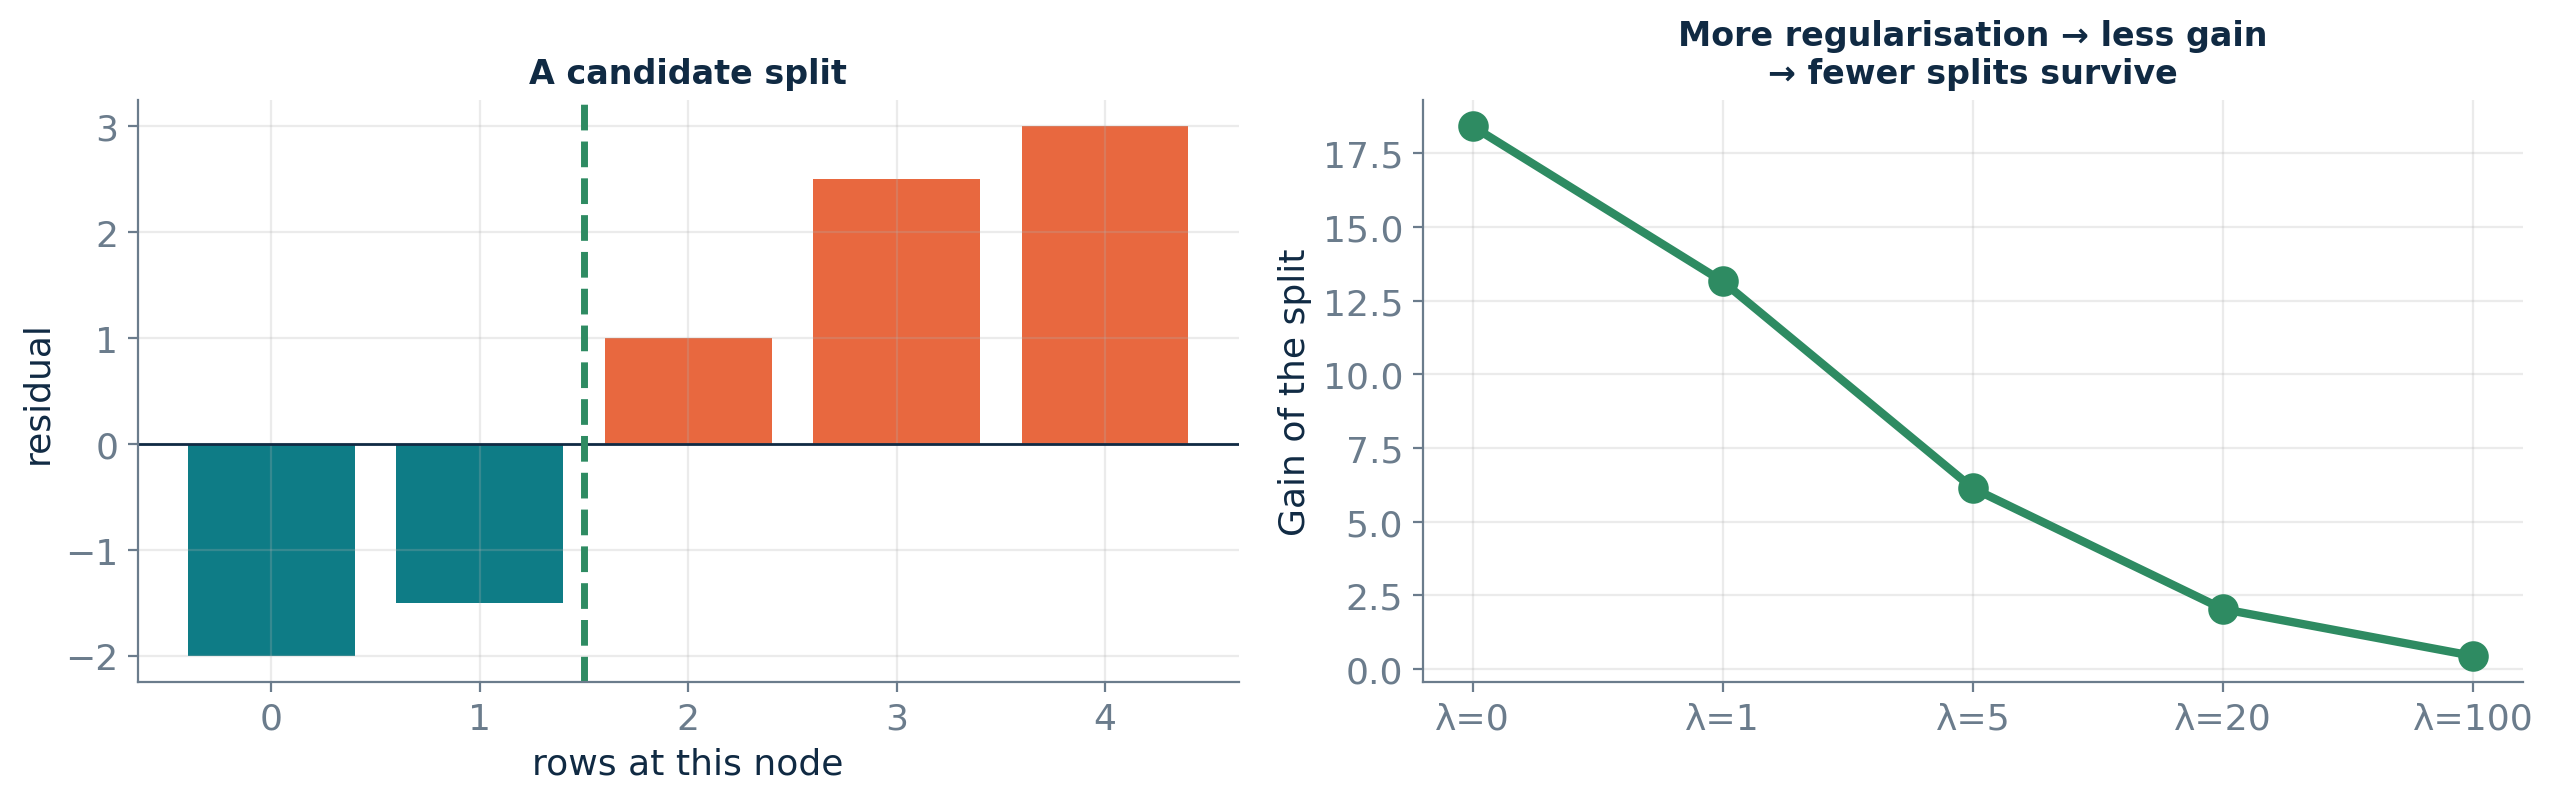 A candidate split
3
2
1
0
−1
−2
residual
0 1 2 3 4
rows at this node
More regularisation → less gain
→ fewer splits survive
17.5
15.0
12.5
10.0
7.5
5.0
2.5
0.0
Gain of the split
λ=0 λ=1 λ=5 λ=20 λ=100